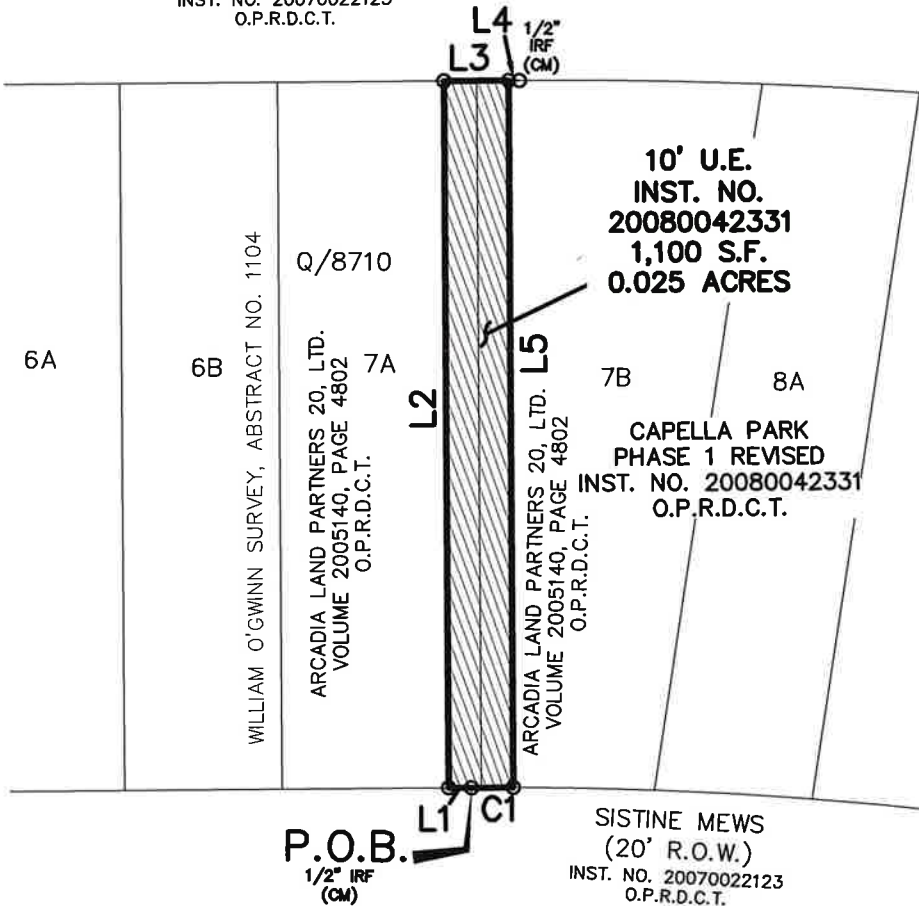 INST. NO. 20070022123
O.P.R.D.C.T.
L4
1/2"
IRF
(CM)
L3
10' U.E.
INST. NO.
20080042331
1,100 S.F.
0.025 ACRES
Q/8710
6A
6B
WILLIAM O'GWINN SURVEY, ABSTRACT NO. 1104
ARCADIA LAND PARTNERS 20, LTD.
VOLUME 2005140, PAGE 4802
O.P.R.D.C.T.
7A
L2
L5
ARCADIA LAND PARTNERS 20, LTD.
VOLUME 2005140, PAGE 4802
O.P.R.D.C.T.
7B
8A
CAPELLA PARK
PHASE 1 REVISED
INST. NO. 20080042331
O.P.R.D.C.T.
L1
C1
P.O.B.
1/2" IRF
(CM)
SISTINE MEWS
(20' R.O.W.)
INST. NO. 20070022123
O.P.R.D.C.T.